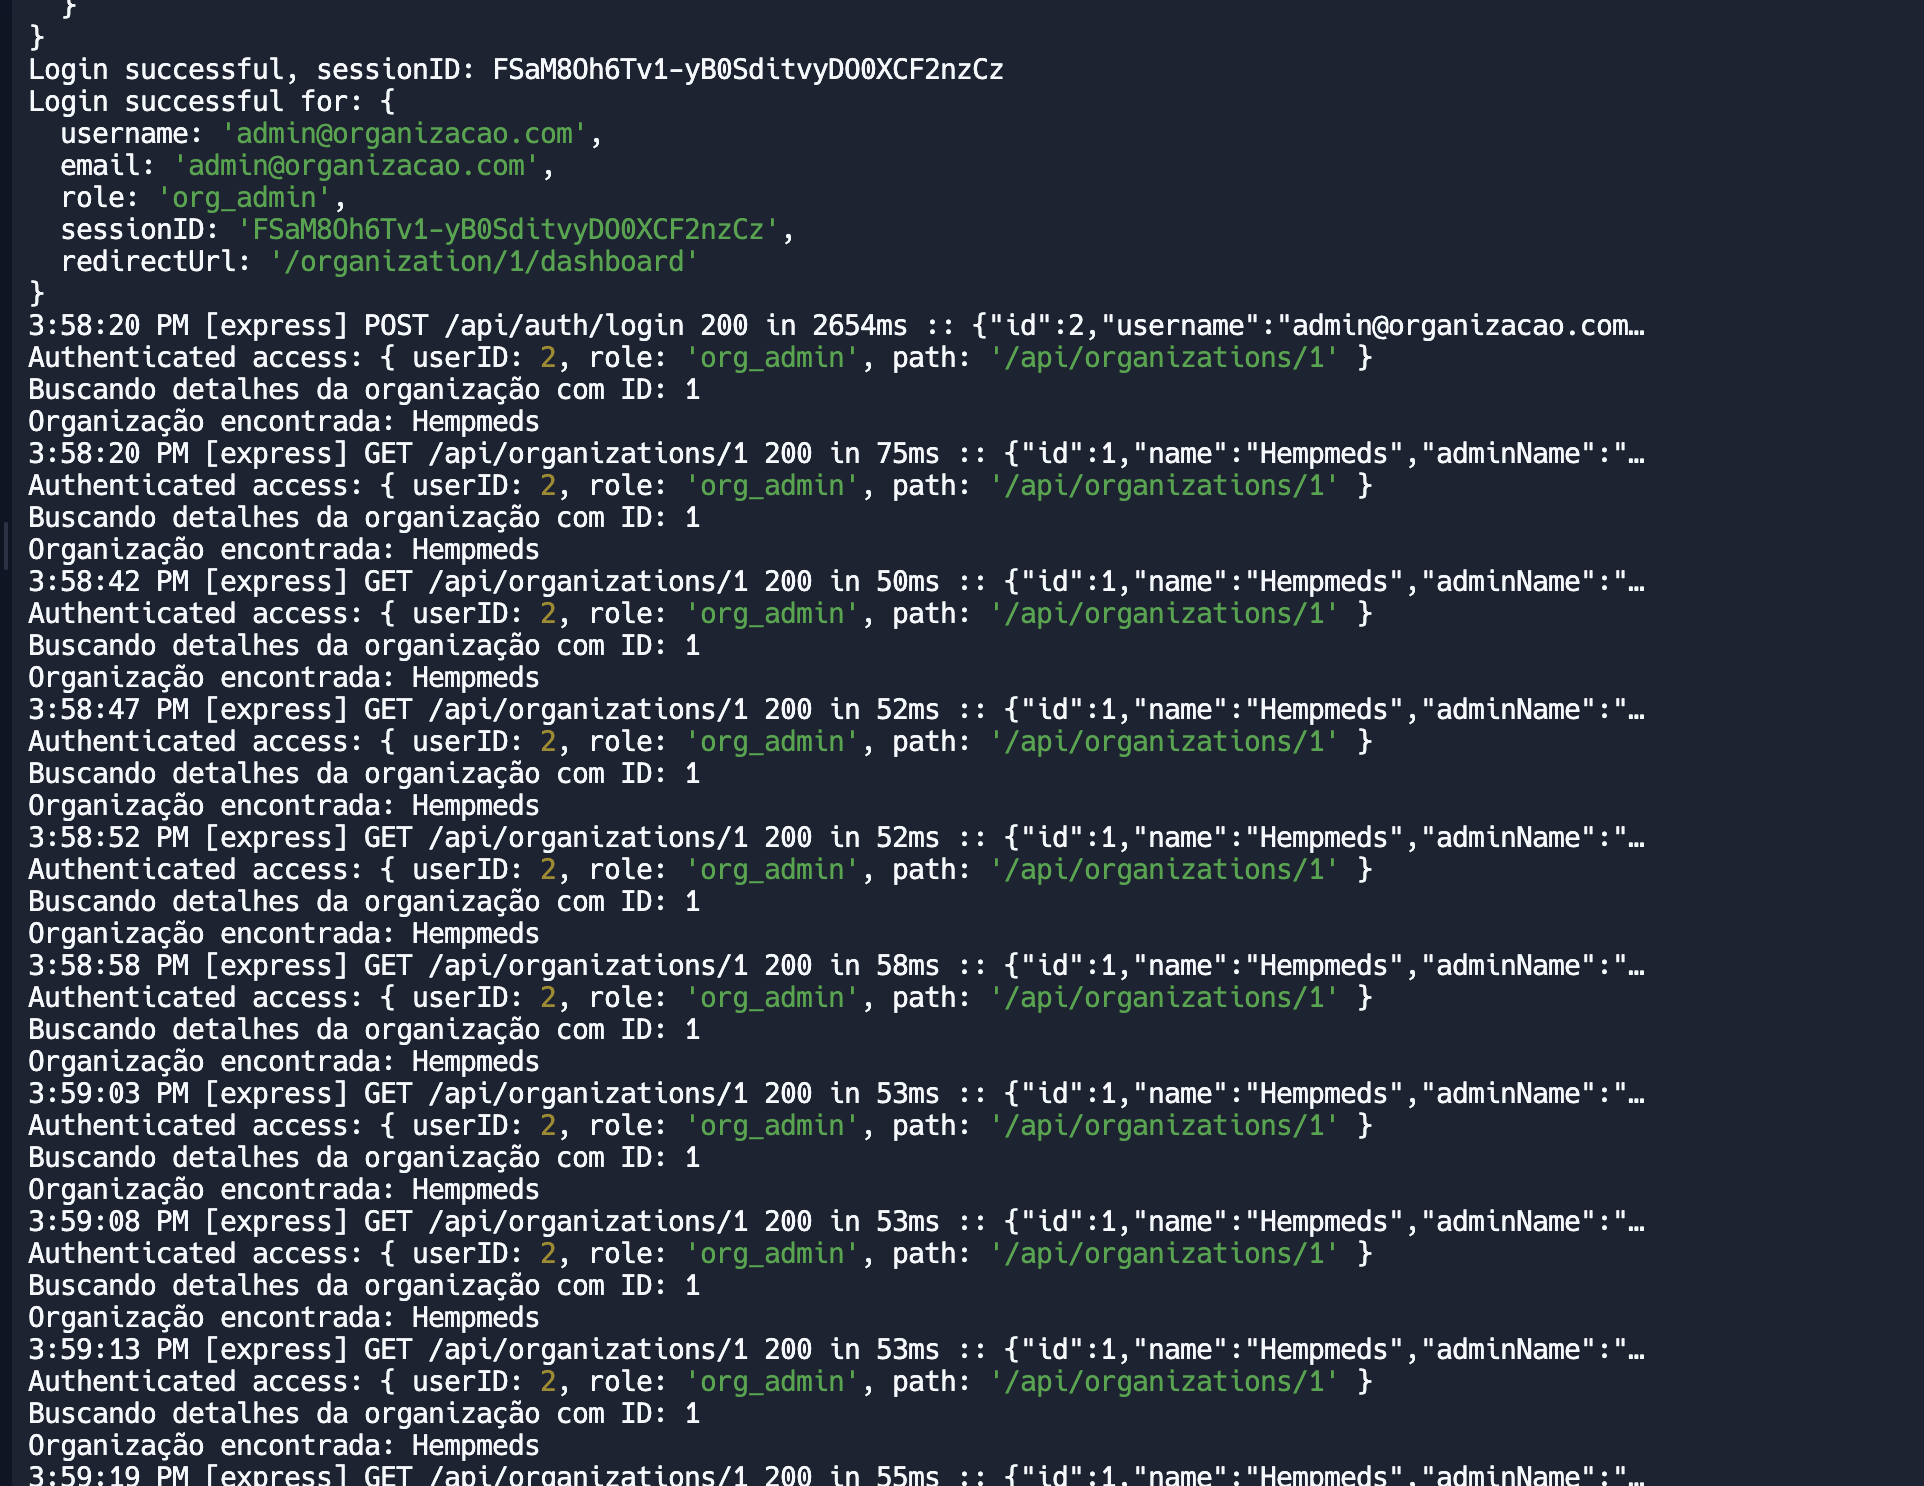 }
}
Login successful, sessionID: FSaM8Oh6Tv1-yB0SditvyDO0XCF2nzCz
Login successful for: {
  username: 'admin@organizacao.com',
  email: 'admin@organizacao.com',
  role: 'org_admin',
  sessionID: 'FSaM8Oh6Tv1-yB0SditvyDO0XCF2nzCz',
  redirectUrl: '/organization/1/dashboard'
}
3:58:20 PM [express] POST /api/auth/login 200 in 2654ms :: {"id":2,"username":"admin@organizacao.com…
Authenticated access: { userID: 2, role: 'org_admin', path: '/api/organizations/1' }
Buscando detalhes da organização com ID: 1
Organização encontrada: Hempmeds
3:58:20 PM [express] GET /api/organizations/1 200 in 75ms :: {"id":1,"name":"Hempmeds","adminName":"…
Authenticated access: { userID: 2, role: 'org_admin', path: '/api/organizations/1' }
Buscando detalhes da organização com ID: 1
Organização encontrada: Hempmeds
3:58:42 PM [express] GET /api/organizations/1 200 in 50ms :: {"id":1,"name":"Hempmeds","adminName":"…
Authenticated access: { userID: 2, role: 'org_admin', path: '/api/organizations/1' }
Buscando detalhes da organização com ID: 1
Organização encontrada: Hempmeds
3:58:47 PM [express] GET /api/organizations/1 200 in 52ms :: {"id":1,"name":"Hempmeds","adminName":"…
Authenticated access: { userID: 2, role: 'org_admin', path: '/api/organizations/1' }
Buscando detalhes da organização com ID: 1
Organização encontrada: Hempmeds
3:58:52 PM [express] GET /api/organizations/1 200 in 52ms :: {"id":1,"name":"Hempmeds","adminName":"…
Authenticated access: { userID: 2, role: 'org_admin', path: '/api/organizations/1' }
Buscando detalhes da organização com ID: 1
Organização encontrada: Hempmeds
3:58:58 PM [express] GET /api/organizations/1 200 in 58ms :: {"id":1,"name":"Hempmeds","adminName":"…
Authenticated access: { userID: 2, role: 'org_admin', path: '/api/organizations/1' }
Buscando detalhes da organização com ID: 1
Organização encontrada: Hempmeds
3:59:03 PM [express] GET /api/organizations/1 200 in 53ms :: {"id":1,"name":"Hempmeds","adminName":"…
Authenticated access: { userID: 2, role: 'org_admin', path: '/api/organizations/1' }
Buscando detalhes da organização com ID: 1
Organização encontrada: Hempmeds
3:59:08 PM [express] GET /api/organizations/1 200 in 53ms :: {"id":1,"name":"Hempmeds","adminName":"…
Authenticated access: { userID: 2, role: 'org_admin', path: '/api/organizations/1' }
Buscando detalhes da organização com ID: 1
Organização encontrada: Hempmeds
3:59:13 PM [express] GET /api/organizations/1 200 in 53ms :: {"id":1,"name":"Hempmeds","adminName":"…
Authenticated access: { userID: 2, role: 'org_admin', path: '/api/organizations/1' }
Buscando detalhes da organização com ID: 1
Organização encontrada: Hempmeds
3:59:19 PM [express] GET /api/organizations/1 200 in 55ms :: {"id":1,"name":"Hempmeds","adminName":"…